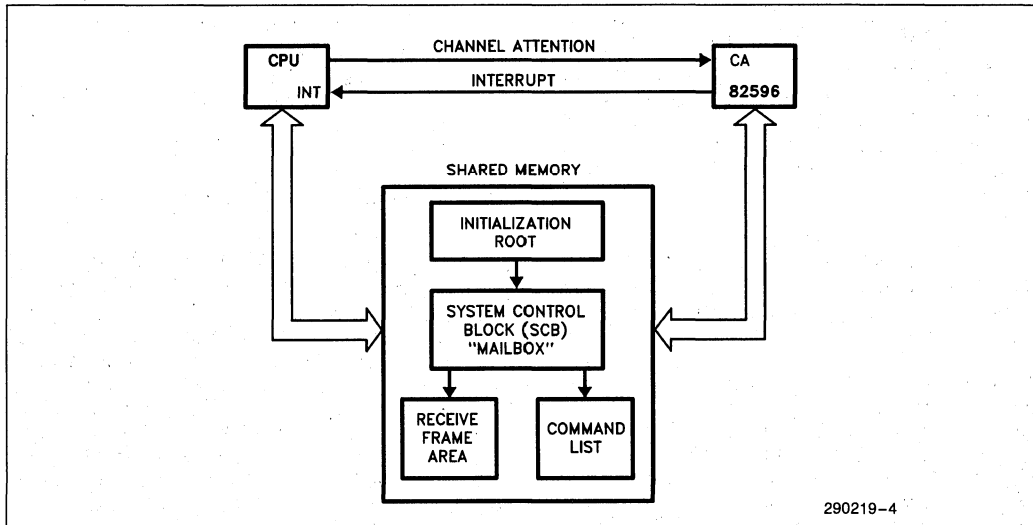 CHANNEL ATTENTION
CPU
CA
INTERRUPT
INT
82596
SHARED MEMORY
INITIALIZATION
ROOT
SYSTEM CONTROL
BLOCK (SCB)
"MAILBOX"
RECEIVE
FRAME
AREA
COMMAND
LIST
290219-4